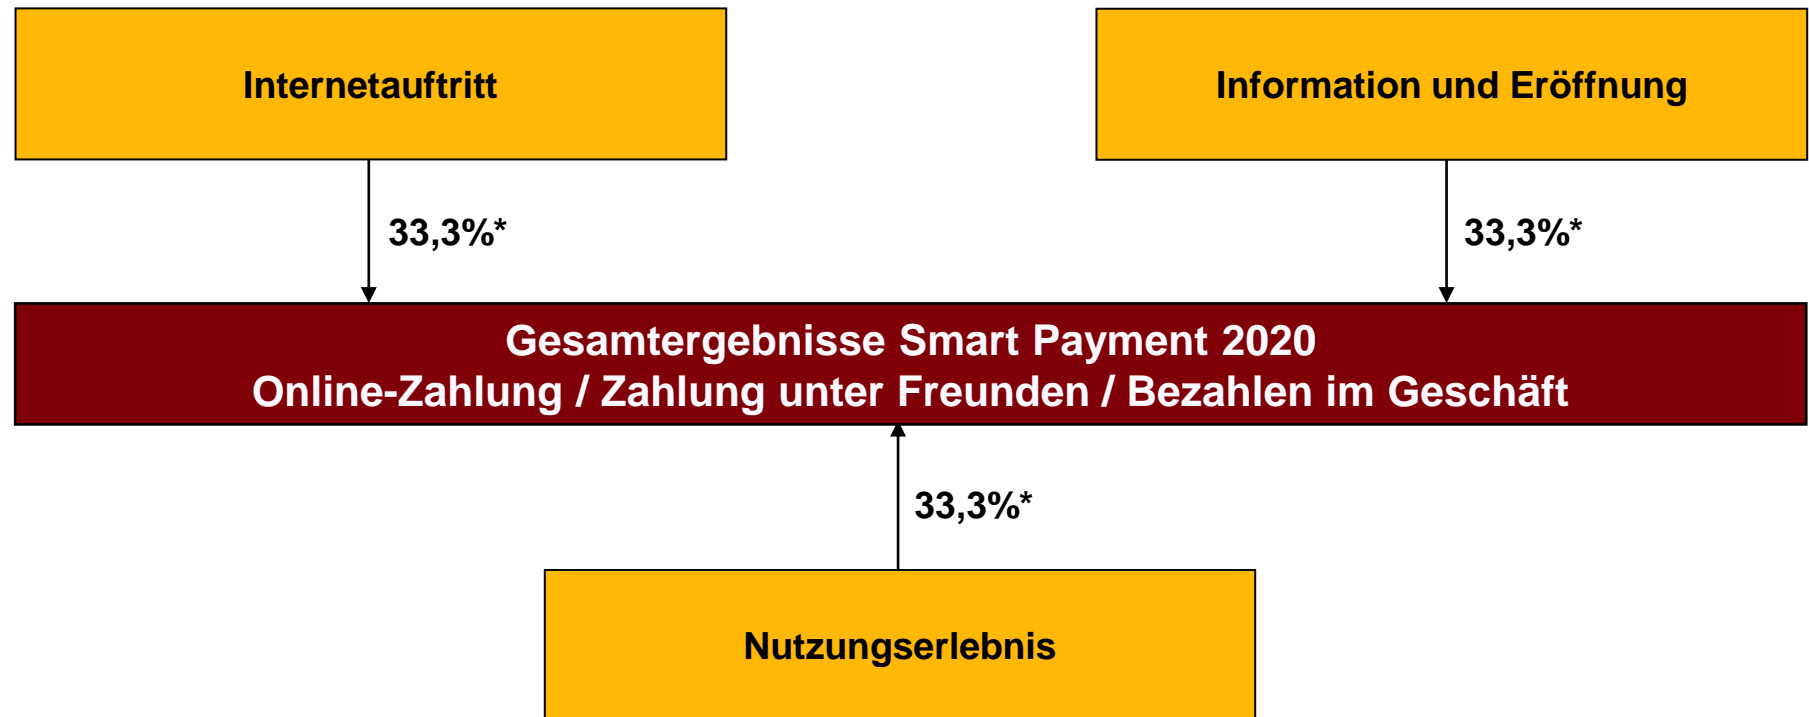 Internetauftritt
Information und Eröffnung
33,3%*
33,3%*
Gesamtergebnisse Smart Payment 2020
Online-Zahlung / Zahlung unter Freunden / Bezahlen im Geschäft
33,3%*
Nutzungserlebnis